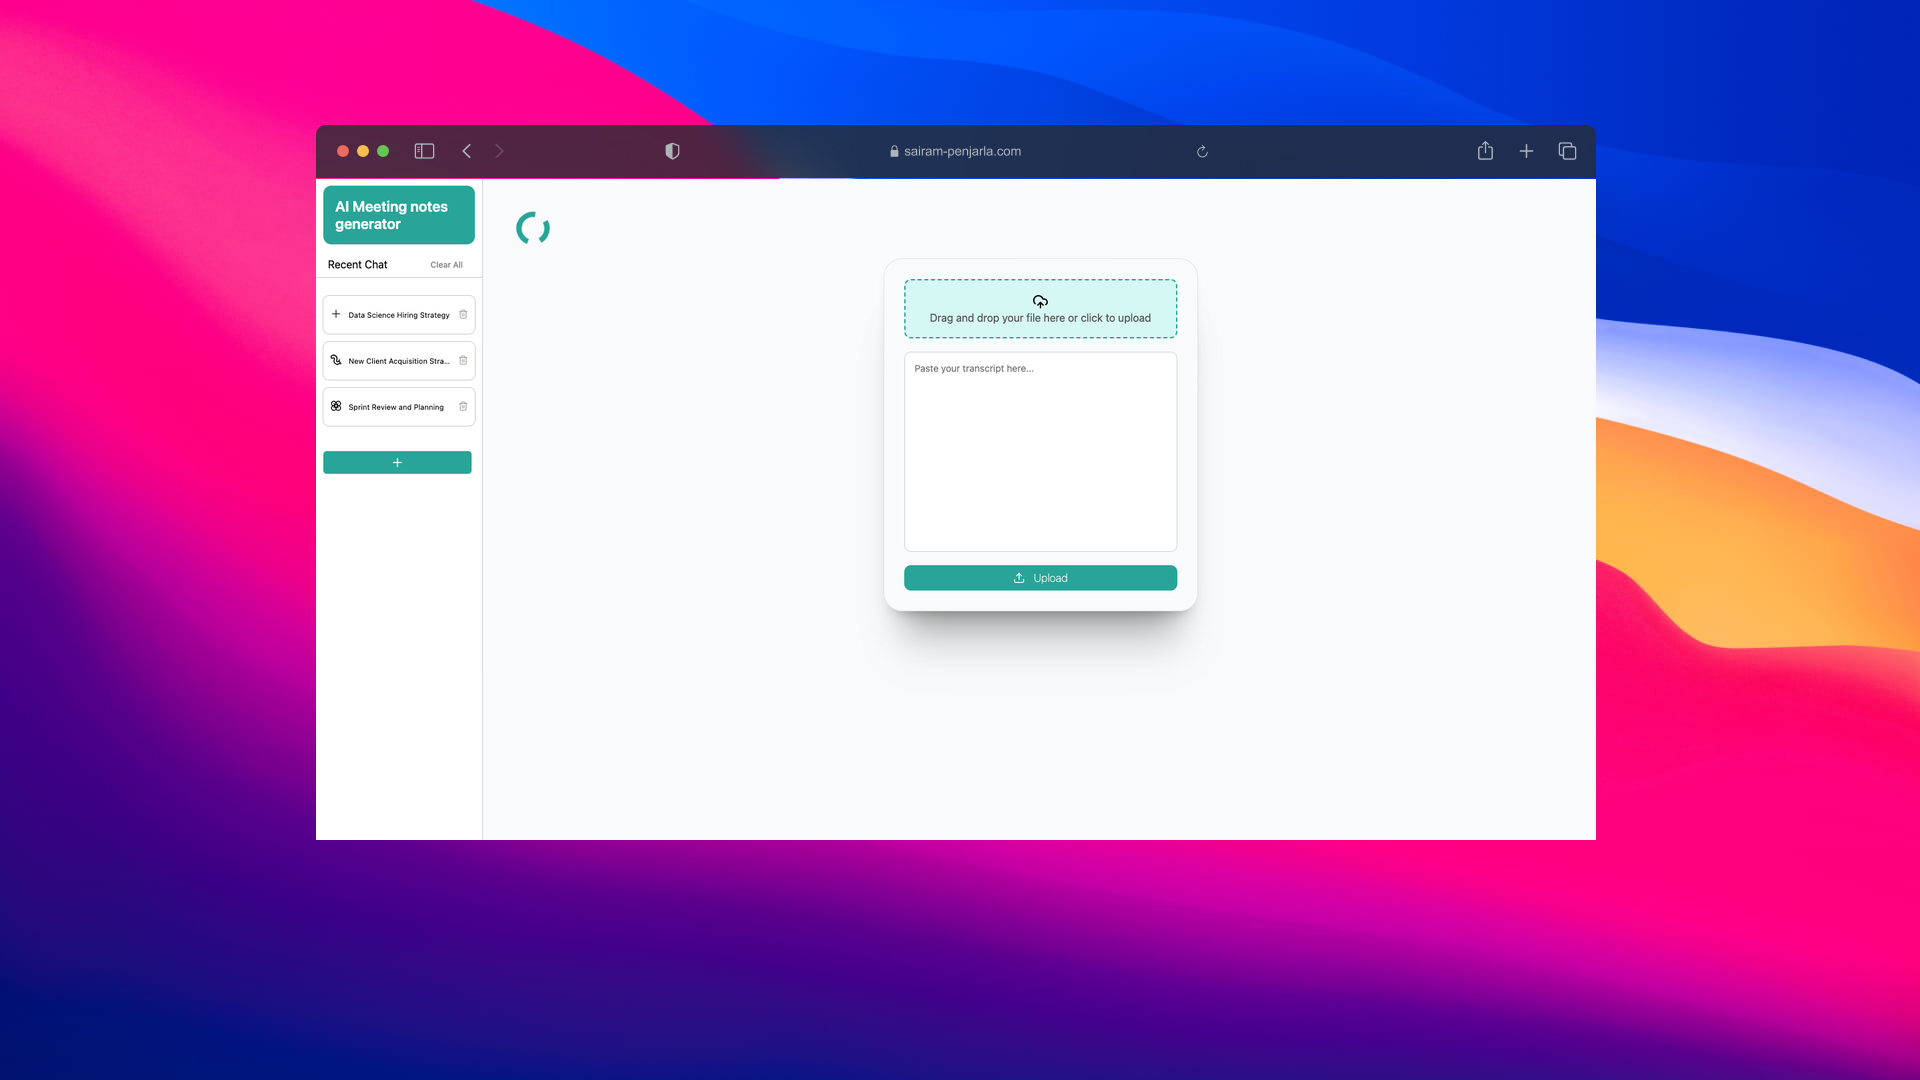 sairam-penjarla.com
AI Meeting notes
generator
Recent Chat Clear All
Data Science Hiring Strategy
New Client Acquisition Stra...
Sprint Review and Planning
Drag and drop your file here or click to upload
Paste your transcript here...
Upload